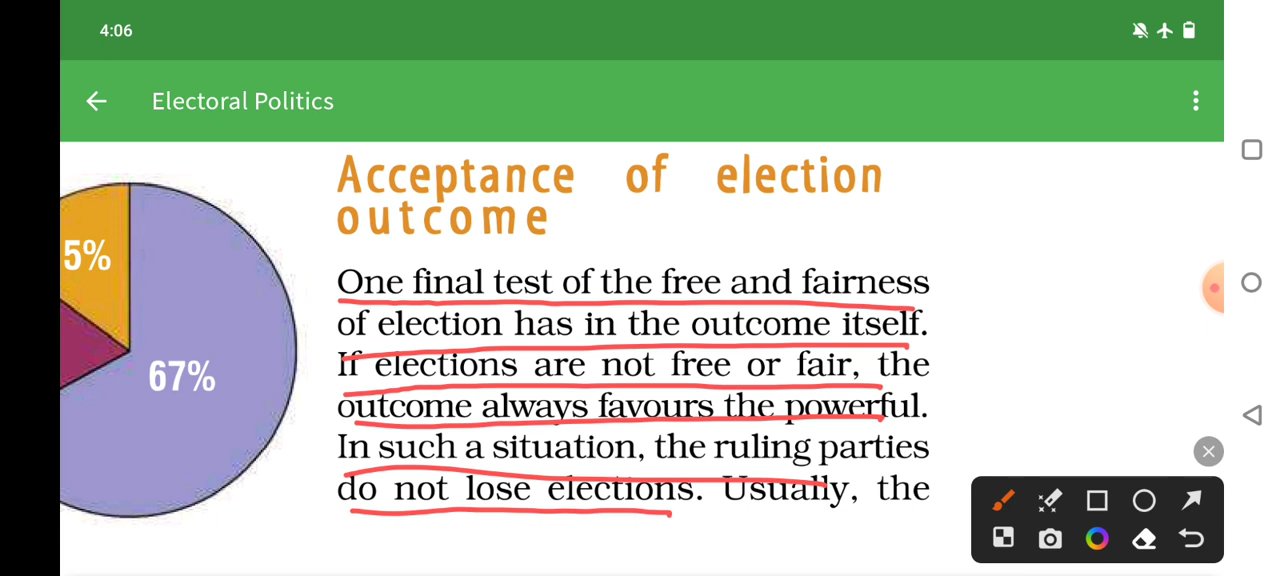 4:06
Electoral Politics
Acceptance of election
outcome
5%
67%
One final test of the free and fairness
of election has in the outcome itself.
If elections are not free or fair, the
outcome always favours the powerful.
In such a situation, the ruling parties
do not lose elections. Usually, the